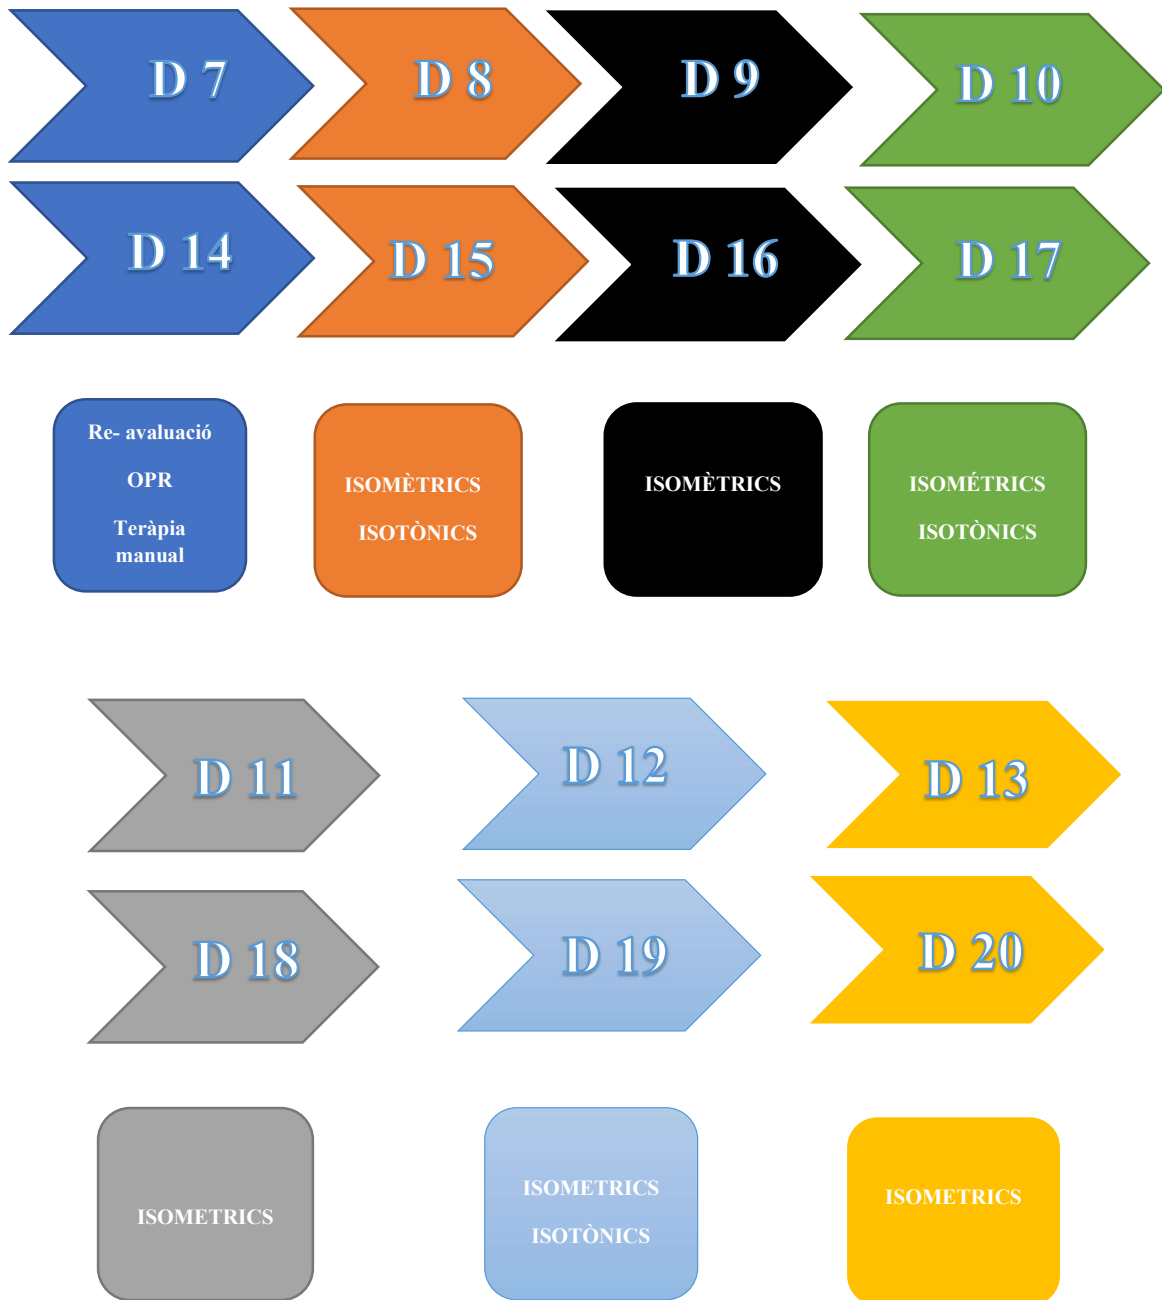 D 7
D 8
D 9
D 10
D 14
D 15
D 16
D 17
Re- avaluació
OPR
Teràpia
manual
ISOMÈTRICS
ISOTÒNICS
ISOMÈTRICS
ISOMÉTRICS
ISOTÒNICS
D 11
D 12
D 13
D 18
D 19
D 20
ISOMETRICS
ISOMETRICS
ISOTÒNICS
ISOMETRICS